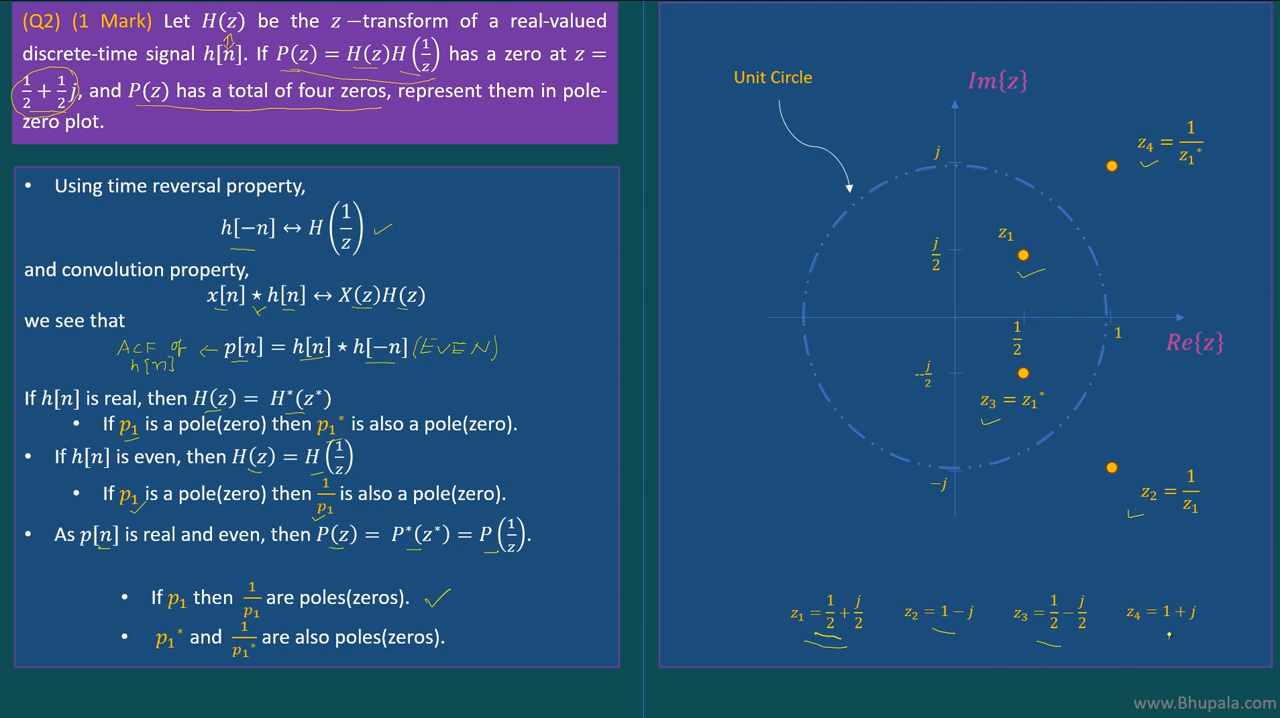 (Q2) (1 Mark) Let H(z) be the z −transform of a real-valued
discrete-time signal h[n]. If P(z) = H(z)H(1/z) has a zero at z =
1/2 + 1/2 j, and P(z) has a total of four zeros, represent them in pole-
zero plot.
• Using time reversal property,
h[−n] ↔ H(1/z)
and convolution property,
x[n] ⋆ h[n] ↔ X(z)H(z)
we see that
ACF of h[n] ← p[n] = h[n] ⋆ h[−n] (EVEN)
If h[n] is real, then H(z) = H*(z*)
• If p₁ is a pole(zero) then p₁* is also a pole(zero).
• If h[n] is even, then H(z) = H(1/z)
• If p₁ is a pole(zero) then 1/p₁ is also a pole(zero).
• As p[n] is real and even, then P(z) = P*(z*) = P(1/z).
• If p₁ then 1/p₁ are poles(zeros).
• p₁* and 1/p₁* are also poles(zeros).
Unit Circle
Im{z}
z₄ = 1/z₁*
j
z₁
j/2
1/2
1
Re{z}
--j/2
z₃ = z₁*
−j
z₂ = 1/z₁
z₁ = 1/2 + j/2 z₂ = 1 − j z₃ = 1/2 − j/2 z₄ = 1 + j
www.Bhupala.com